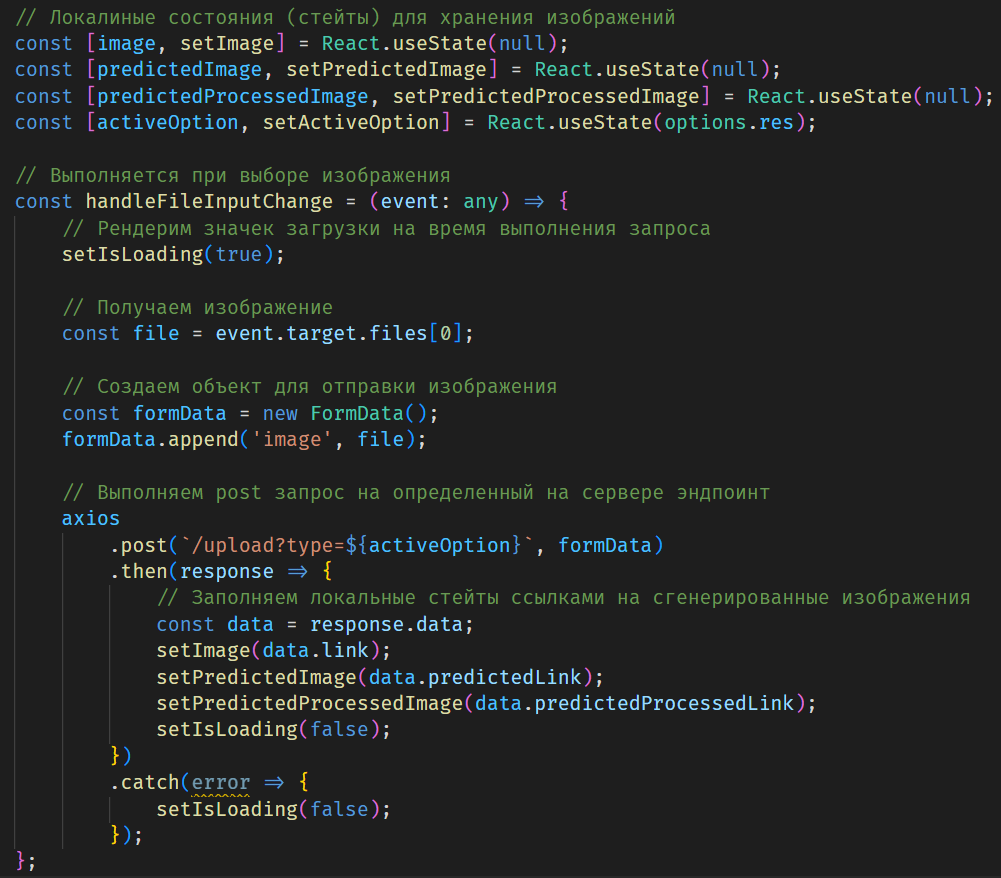 // Локалиные состояния (стейты) для хранения изображений
const [image, setImage] = React.useState(null);
const [predictedImage, setPredictedImage] = React.useState(null);
const [predictedProcessedImage, setPredictedProcessedImage] = React.useState(null);
const [activeOption, setActiveOption] = React.useState(options.res);

// Выполняется при выборе изображения
const handleFileInputChange = (event: any) => {
    // Рендерим значек загрузки на время выполнения запроса
    setIsLoading(true);

    // Получаем изображение
    const file = event.target.files[0];

    // Создаем объект для отправки изображения
    const formData = new FormData();
    formData.append('image', file);

    // Выполняем post запрос на определенный на сервере эндпоинт
    axios
        .post(`/upload?type=${activeOption}`, formData)
        .then(response => {
            // Заполняем локальные стейты ссылками на сгенерированные изображения
            const data = response.data;
            setImage(data.link);
            setPredictedImage(data.predictedLink);
            setPredictedProcessedImage(data.predictedProcessedLink);
            setIsLoading(false);
        })
        .catch(error => {
            setIsLoading(false);
        });
};